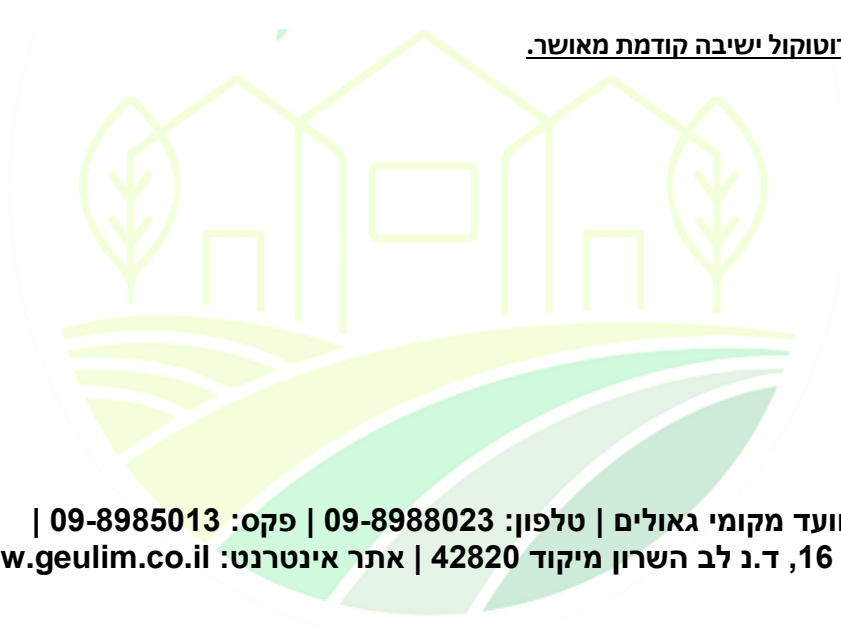 רוטוקול ישיבה קודמת מאושר.
וועד מקומי גאולים | טלפון: 09-8988023 | פקס: 09-8985013 |
16, ד.נ לב השרון מיקוד 42820 | אתר אינטרנט: w.geulim.co.il